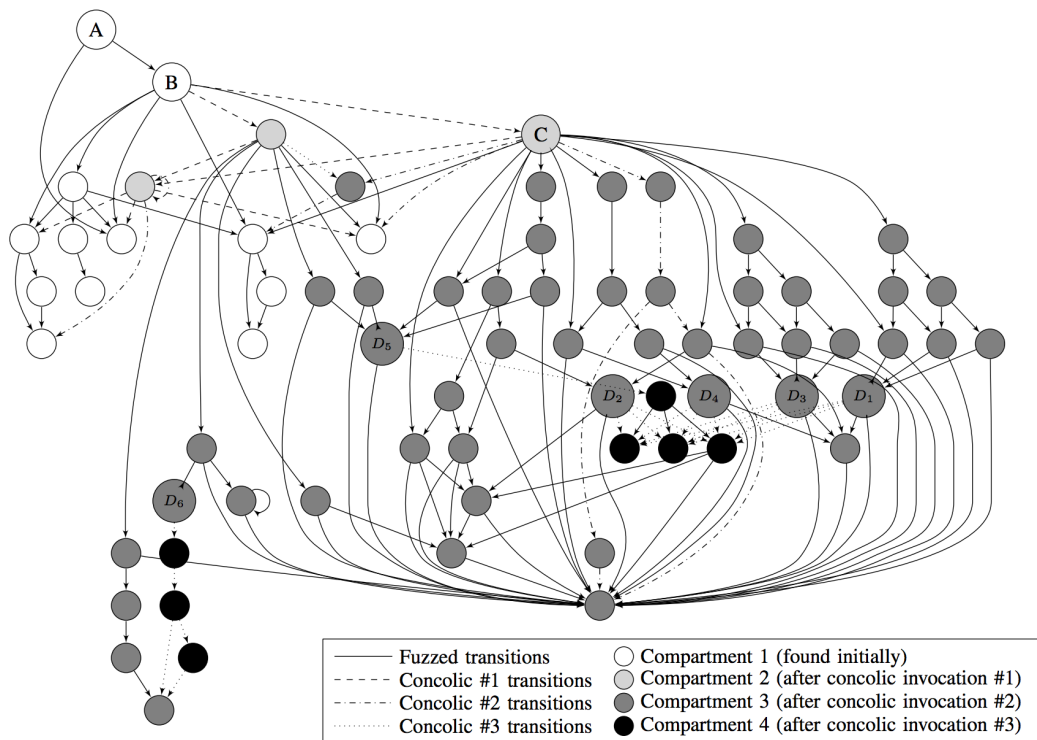 A
B
C
D5
D2
D4
D3
D1
D6
Fuzzed transitions
Concolic #1 transitions
Concolic #2 transitions
Concolic #3 transitions
Compartment 1 (found initially)
Compartment 2 (after concolic invocation #1)
Compartment 3 (after concolic invocation #2)
Compartment 4 (after concolic invocation #3)